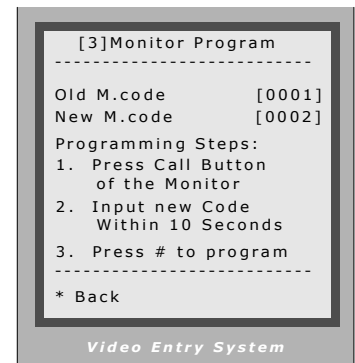 [3]Monitor Program
---------------------------
Old M.code [0001]
New M.code [0002]
Programming Steps:
1. Press Call Button
of the Monitor
2. Input new Code
Within 10 Seconds
3. Press # to program
---------------------------
* Back
Video Entry System